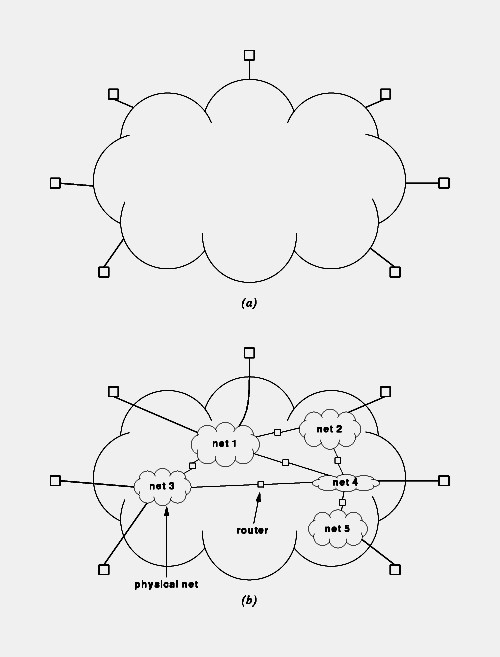 (a)
net 1
net 2
net 3
net 4
net 5
router
physical net
(b)